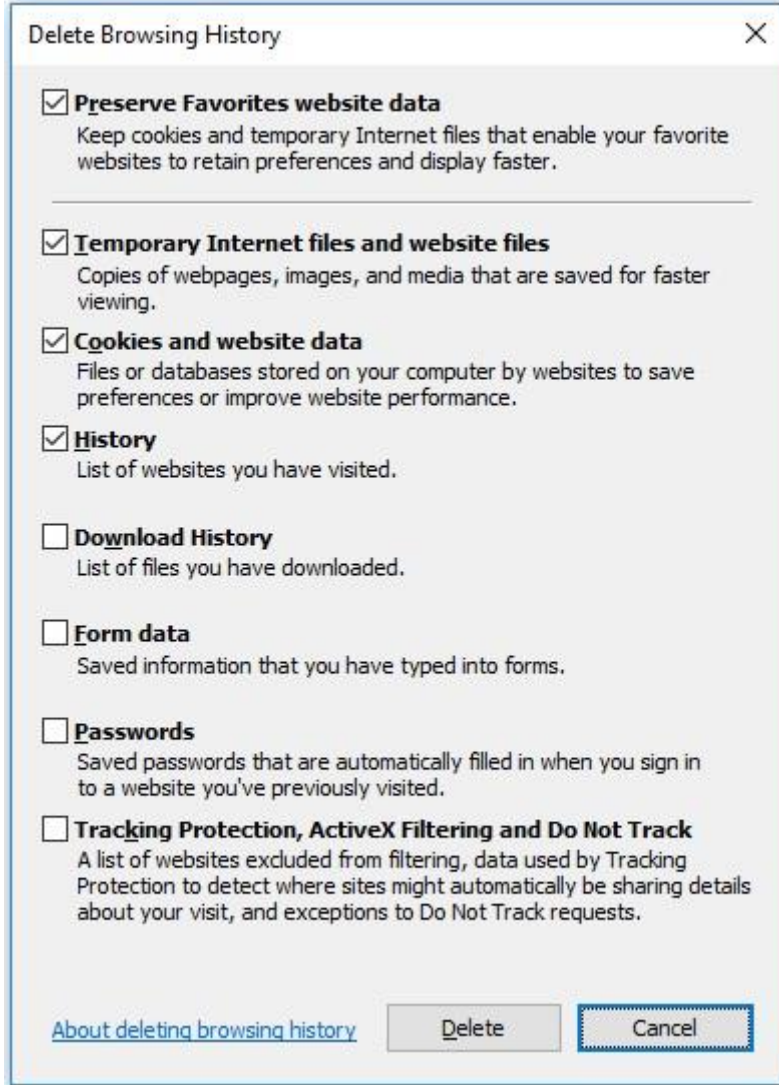 Delete Browsing History
Preserve Favorites website data
Keep cookies and temporary Internet files that enable your favorite
websites to retain preferences and display faster.
Temporary Internet files and website files
Copies of webpages, images, and media that are saved for faster
viewing.
Cookies and website data
Files or databases stored on your computer by websites to save
preferences or improve website performance.
History
List of websites you have visited.
Download History
List of files you have downloaded.
Form data
Saved information that you have typed into forms.
Passwords
Saved passwords that are automatically filled in when you sign in
to a website you've previously visited.
Tracking Protection, ActiveX Filtering and Do Not Track
A list of websites excluded from filtering, data used by Tracking
Protection to detect where sites might automatically be sharing details
about your visit, and exceptions to Do Not Track requests.
About deleting browsing history Delete Cancel